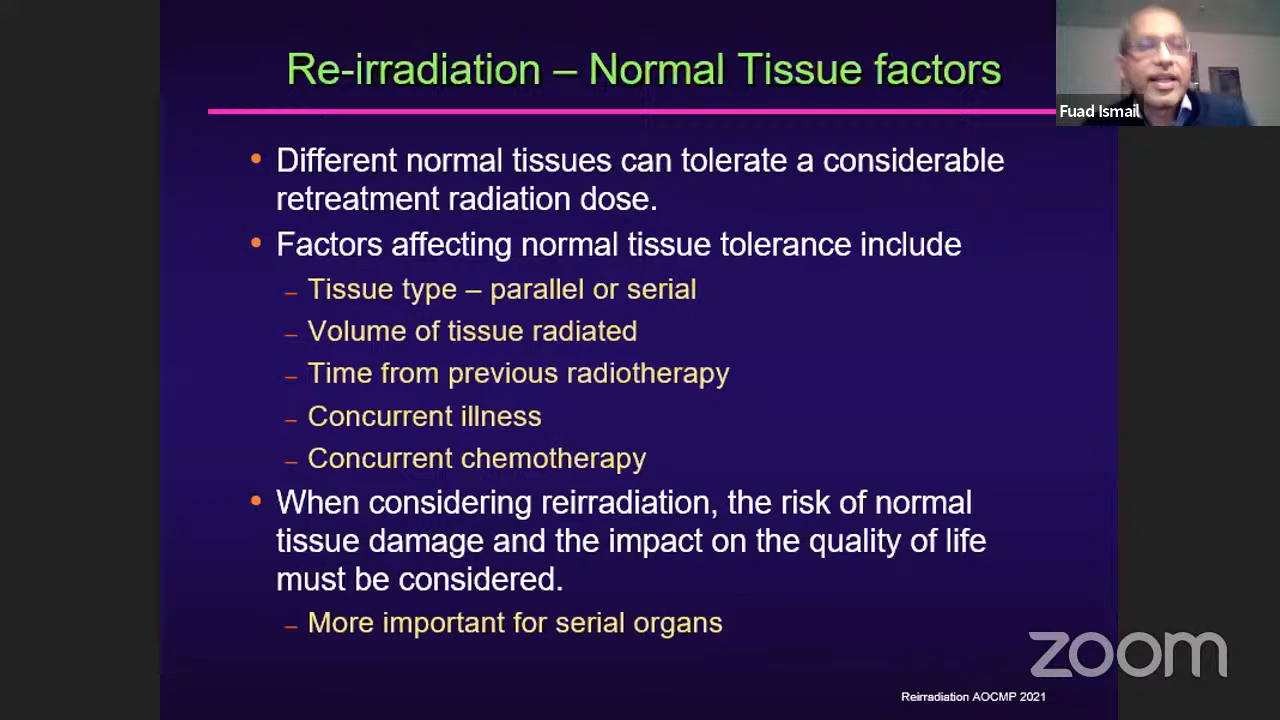 Re-irradiation – Normal Tissue factors
Fuad Ismail
• Different normal tissues can tolerate a considerable
retreatment radiation dose.
• Factors affecting normal tissue tolerance include
– Tissue type – parallel or serial
– Volume of tissue radiated
– Time from previous radiotherapy
– Concurrent illness
– Concurrent chemotherapy
• When considering reirradiation, the risk of normal
tissue damage and the impact on the quality of life
must be considered.
– More important for serial organs
zoom
Reirradiation AOCMP 2021